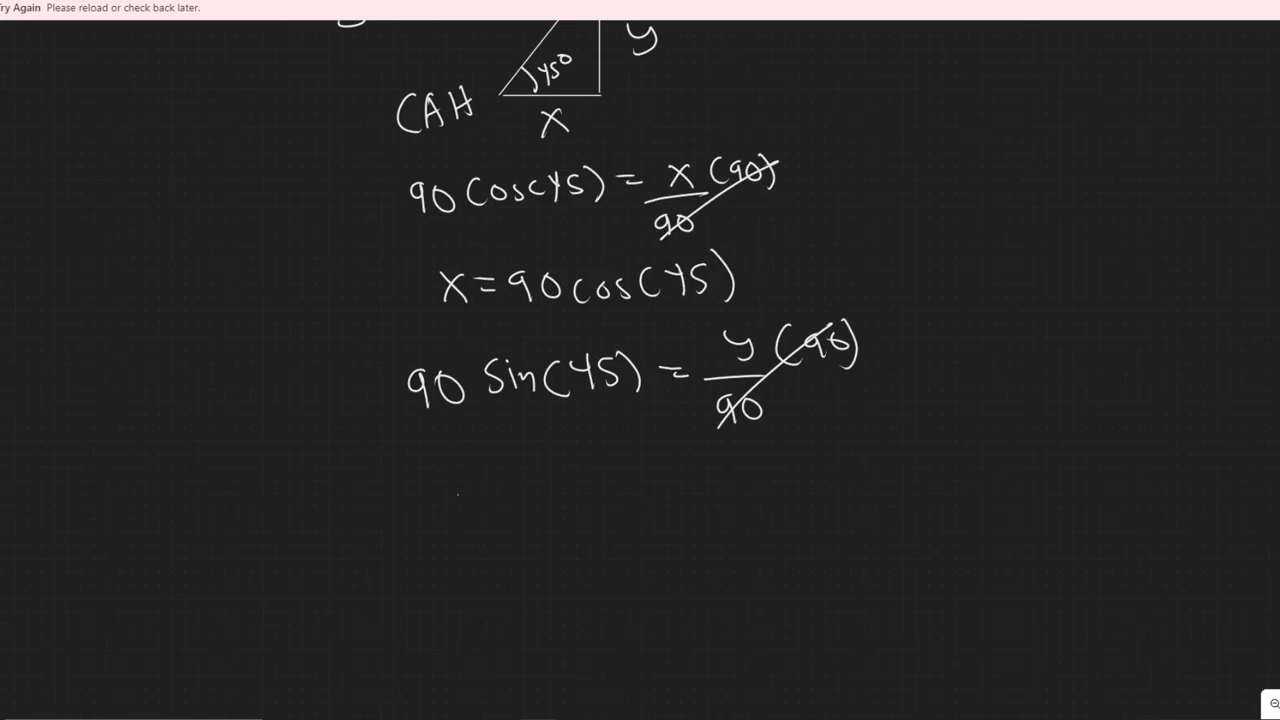 Try Again Please reload or check back later.
y
45°
CAH
x
90 cos(45) = x (90)
90
x = 90 cos(45)
90 sin(45) = y (90)
90